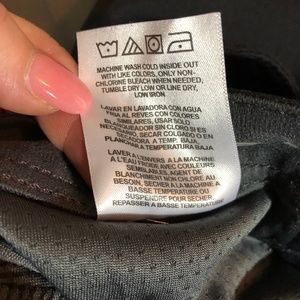 MACHINE WASH COLD INSIDE OUT
WITH LIKE COLORS, ONLY NON-
CHLORINE BLEACH WHEN NEEDED,
TUMBLE DRY LOW OR LINE DRY,
LOW IRON
LAVAR EN LAVADORA CON AGUA
FRIA AL REVES CON COLORES
SIMILARES, USAR SOLO
BLANQUEADOR SIN CLORO SI ES
NECESARIO, SECAR COLGADO O EN
SECADORA A TEMP. BAJA,
PLANCHAR A TEMPERATURA BAJA
LAVER A L'ENVERS A LA MACHINE
A L'EAU FROIDE AVEC COULEURS
SEMBLABLES, AGENT DE
BLANCHIMENT NON CHLORE AU
BESOIN, SECHER A LA MACHINE
A BASSE TEMPERATURE OU
SUSPENDRE POUR SECHER
REPASSER A BASSE TEMPERATURE